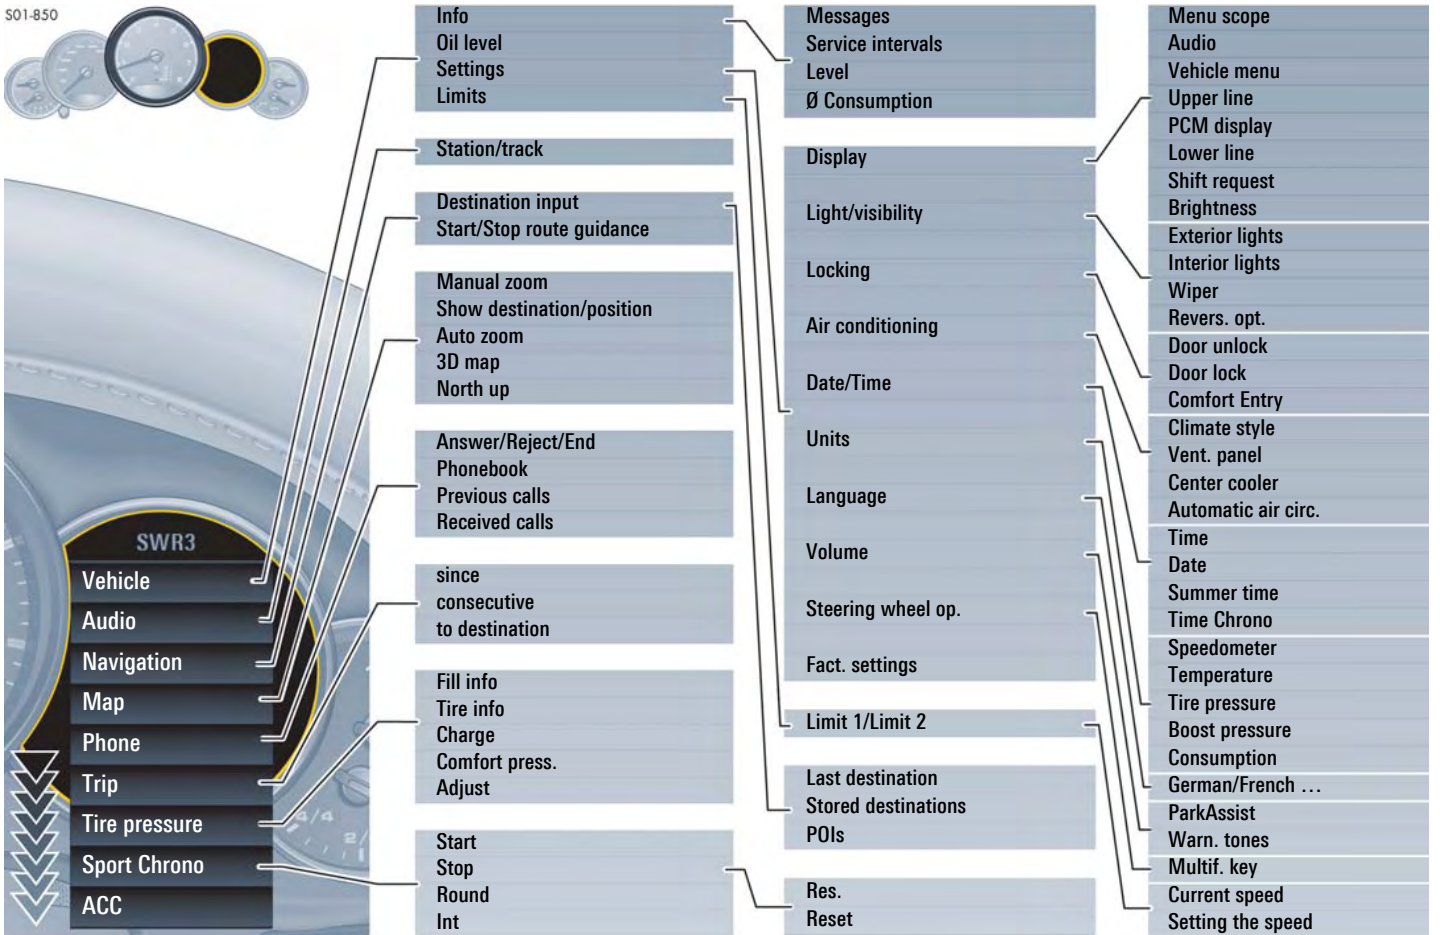 S01-850
SWR3
Vehicle
Audio
Navigation
Map
Phone
Trip
Tire pressure
Sport Chrono
ACC
Info
Oil level
Settings
Limits
Station/track
Destination input
Start/Stop route guidance
Manual zoom
Show destination/position
Auto zoom
3D map
North up
Answer/Reject/End
Phonebook
Previous calls
Received calls
since
consecutive
to destination
Fill info
Tire info
Charge
Comfort press.
Adjust
Start
Stop
Round
Int
Messages
Service intervals
Level
Ø Consumption
Display
Light/visibility
Locking
Air conditioning
Date/Time
Units
Language
Volume
Steering wheel op.
Fact. settings
Limit 1/Limit 2
Last destination
Stored destinations
POIs
Res.
Reset
Menu scope
Audio
Vehicle menu
Upper line
PCM display
Lower line
Shift request
Brightness
Exterior lights
Interior lights
Wiper
Revers. opt.
Door unlock
Door lock
Comfort Entry
Climate style
Vent. panel
Center cooler
Automatic air circ.
Time
Date
Summer time
Time Chrono
Speedometer
Temperature
Tire pressure
Boost pressure
Consumption
German/French …
ParkAssist
Warn. tones
Multif. key
Current speed
Setting the speed